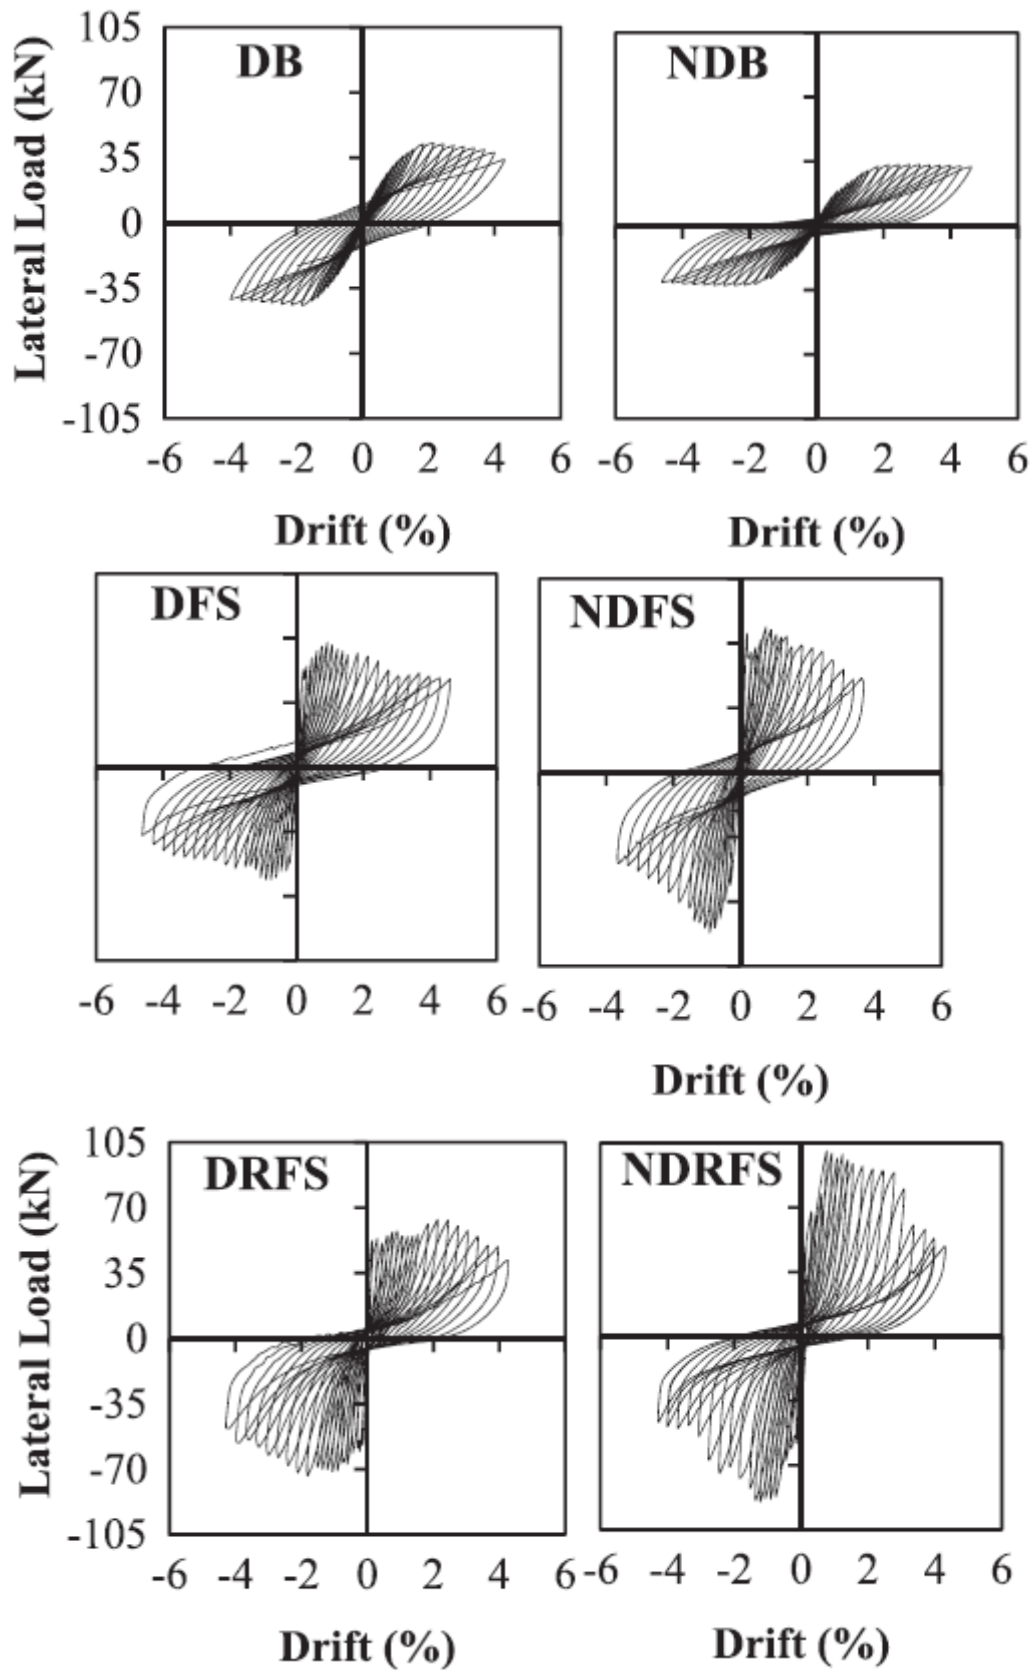 105
DB
NDB
70
35
0
-35
-70
-105
Lateral Load (kN)
-6 -4 -2 0 2 4 6 -6 -4 -2 0 2 4 6
Drift (%)
Drift (%)
DFS
NDFS
-6 -4 -2 0 2 4 6 -6 -4 -2 0 2 4 6
Drift (%)
105
DRFS
NDRFS
70
35
0
-35
-70
-105
Lateral Load (kN)
-6 -4 -2 0 2 4 6 -6 -4 -2 0 2 4 6
Drift (%)
Drift (%)